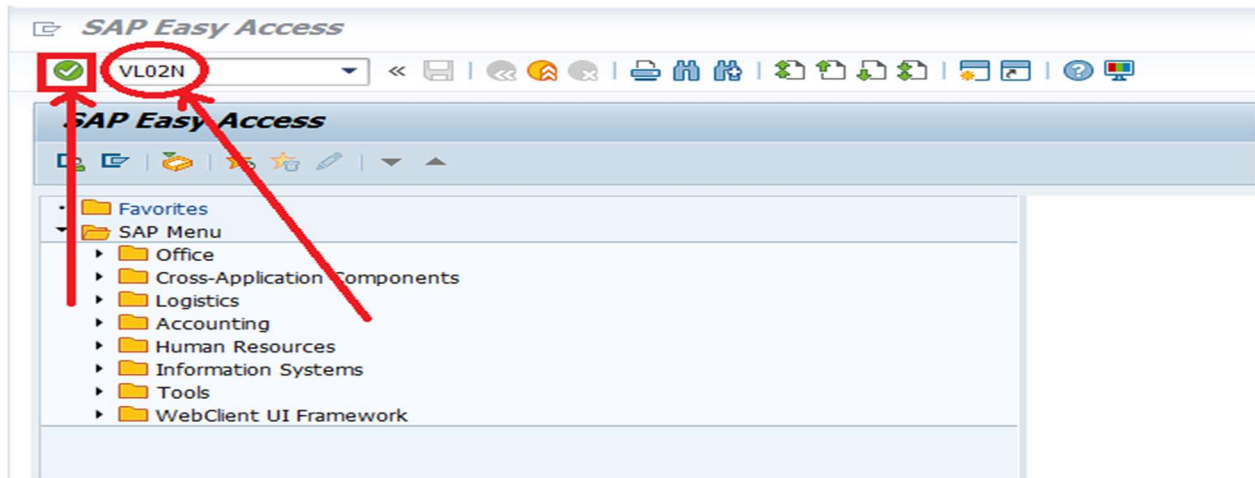 SAP Easy Access
VL02N
SAP Easy Access
Favorites
SAP Menu
Office
Cross-Application Components
Logistics
Accounting
Human Resources
Information Systems
Tools
WebClient UI Framework